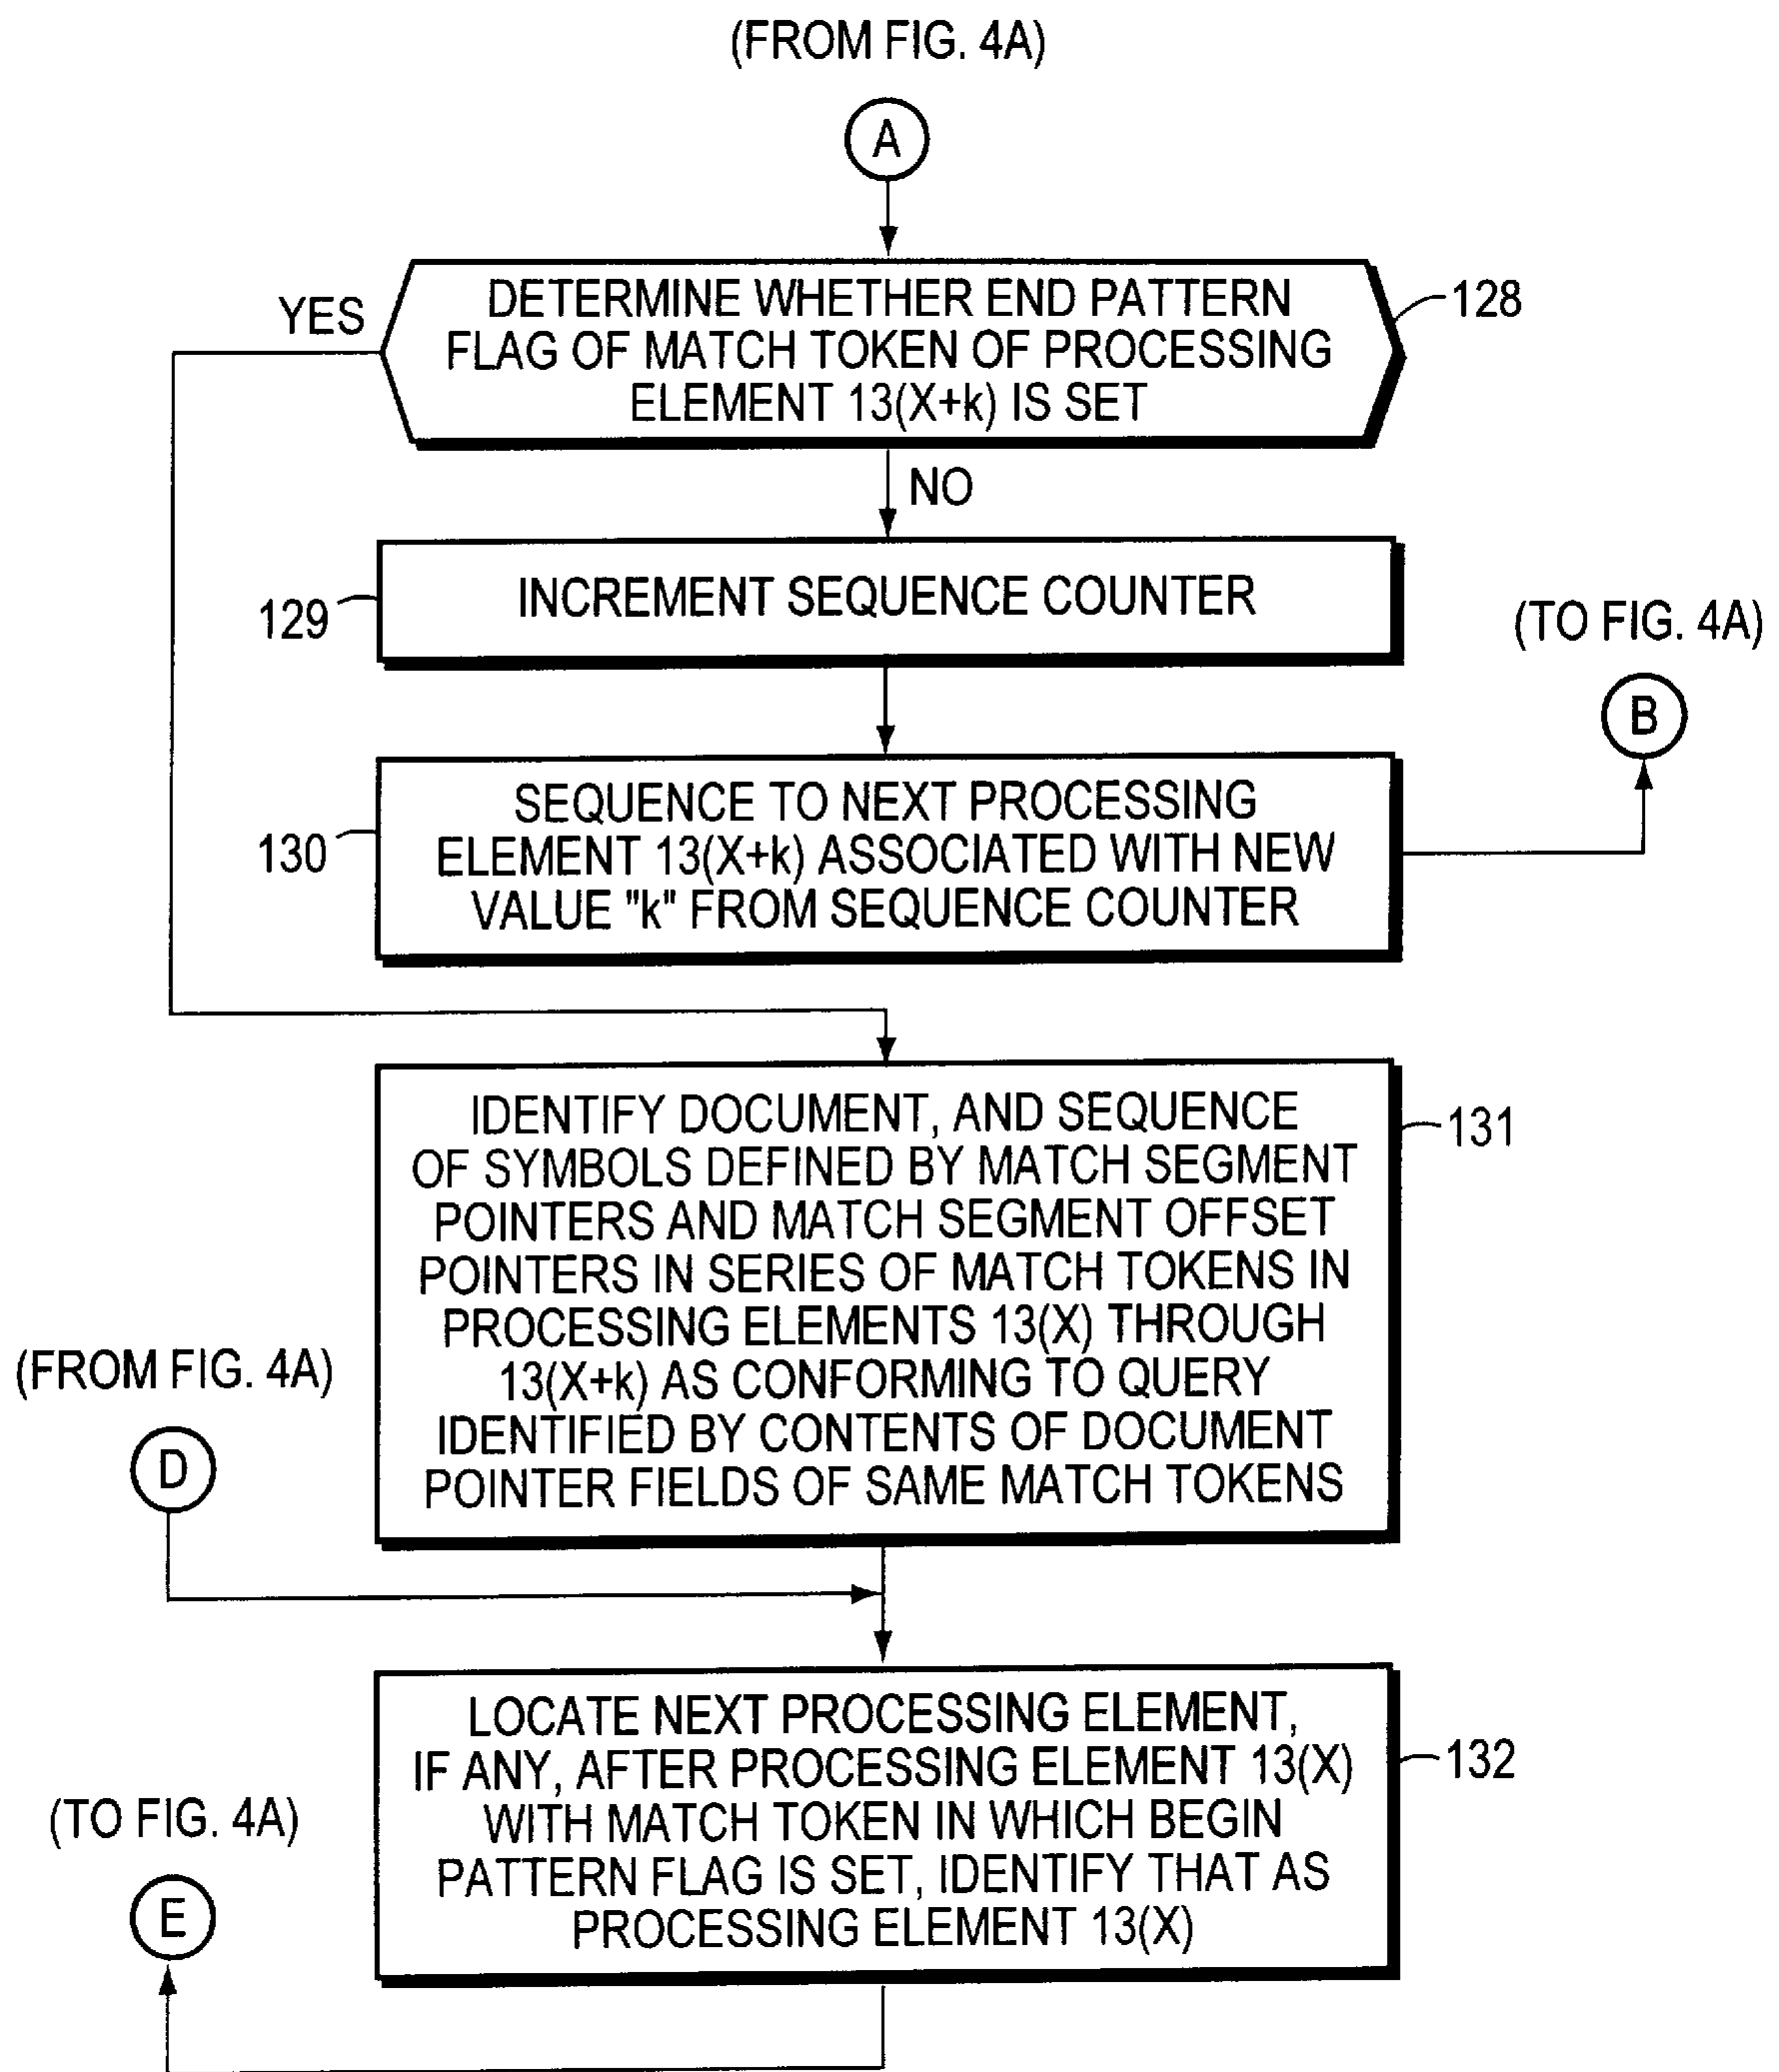 (FROM FIG. 4A)
A
DETERMINE WHETHER END PATTERN
FLAG OF MATCH TOKEN OF PROCESSING
ELEMENT 13(X+k) IS SET
128
YES
NO
INCREMENT SEQUENCE COUNTER
129
(TO FIG. 4A)
B
SEQUENCE TO NEXT PROCESSING
ELEMENT 13(X+k) ASSOCIATED WITH NEW
VALUE "k" FROM SEQUENCE COUNTER
130
IDENTIFY DOCUMENT, AND SEQUENCE
OF SYMBOLS DEFINED BY MATCH SEGMENT
POINTERS AND MATCH SEGMENT OFFSET
POINTERS IN SERIES OF MATCH TOKENS IN
PROCESSING ELEMENTS 13(X) THROUGH
13(X+k) AS CONFORMING TO QUERY
IDENTIFIED BY CONTENTS OF DOCUMENT
POINTER FIELDS OF SAME MATCH TOKENS
131
(FROM FIG. 4A)
D
LOCATE NEXT PROCESSING ELEMENT,
IF ANY, AFTER PROCESSING ELEMENT 13(X)
WITH MATCH TOKEN IN WHICH BEGIN
PATTERN FLAG IS SET, IDENTIFY THAT AS
PROCESSING ELEMENT 13(X)
132
(TO FIG. 4A)
E